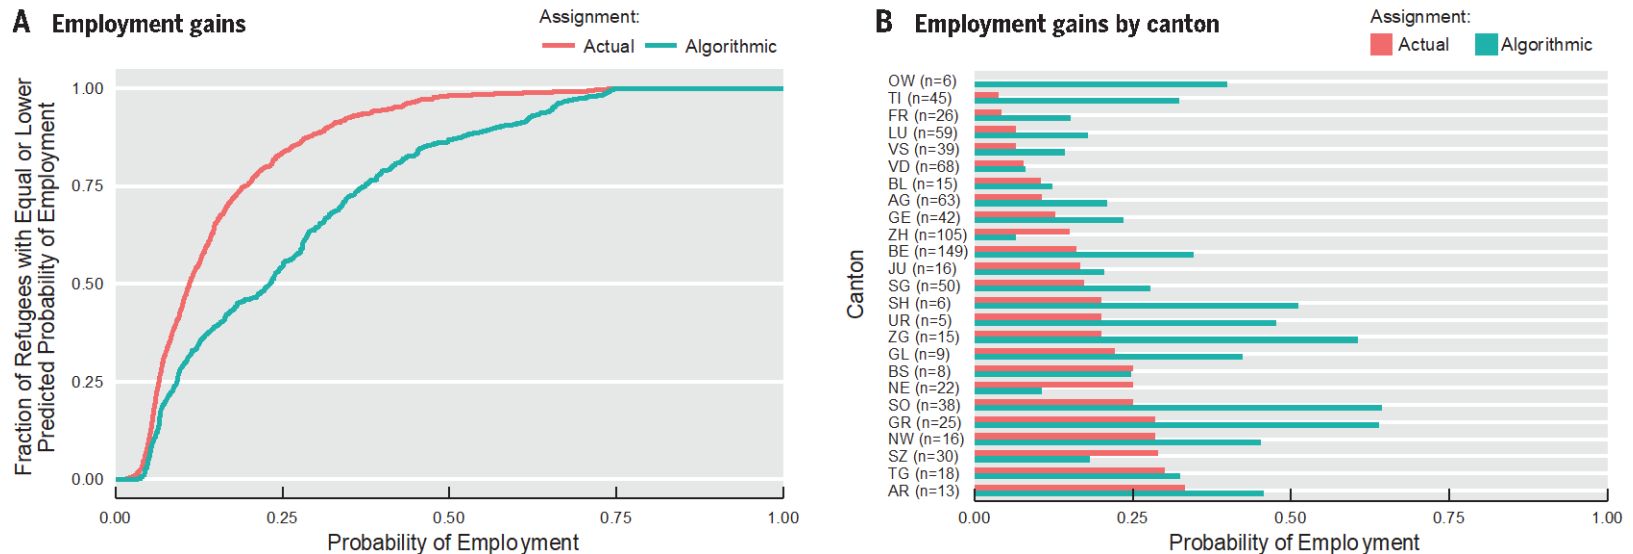 A Employment gains
Assignment:
Actual Algorithmic
Fraction of Refugees with Equal or Lower
Predicted Probability of Employment
1.00
0.75
0.50
0.25
0.00
0.00 0.25 0.50 0.75 1.00
Probability of Employment
B Employment gains by canton
Assignment:
Actual Algorithmic
Canton
OW (n=6)
TI (n=45)
FR (n=26)
LU (n=59)
VS (n=39)
VD (n=68)
BL (n=15)
AG (n=63)
GE (n=42)
ZH (n=105)
BE (n=149)
JU (n=16)
SG (n=50)
SH (n=6)
UR (n=5)
ZG (n=15)
GL (n=9)
BS (n=8)
NE (n=22)
SO (n=38)
GR (n=25)
NW (n=16)
SZ (n=30)
TG (n=18)
AR (n=13)
0.00 0.25 0.50 0.75 1.00
Probability of Employment